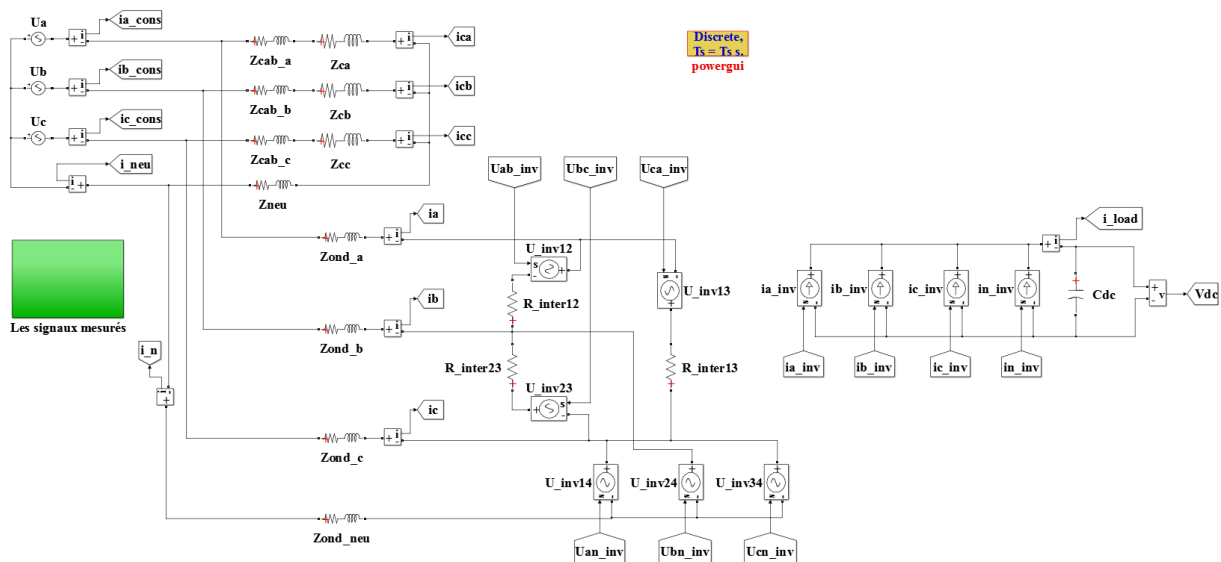 Ua
ia_cons
Zcab_a
Zca
ica
Ub
ib_cons
Zcab_b
Zcb
icb
Uc
ic_cons
Zcab_c
Zcc
icc
i_neu
Zneu
Discrete,
Ts = Ts s.
powergui
Uab_inv
Ubc_inv
Uca_inv
ia
Zond_a
U_inv12
s
R_inter12
U_inv13
ib
Zond_b
R_inter23
R_inter13
U_inv23
s
ic
Zond_c
Les signaux mesurés
i_n
U_inv14
U_inv24
U_inv34
Zond_neu
Uan_inv
Ubn_inv
Ucn_inv
i_load
ia_inv
ib_inv
ic_inv
in_inv
Cdc
v
Vdc
ia_inv
ib_inv
ic_inv
in_inv